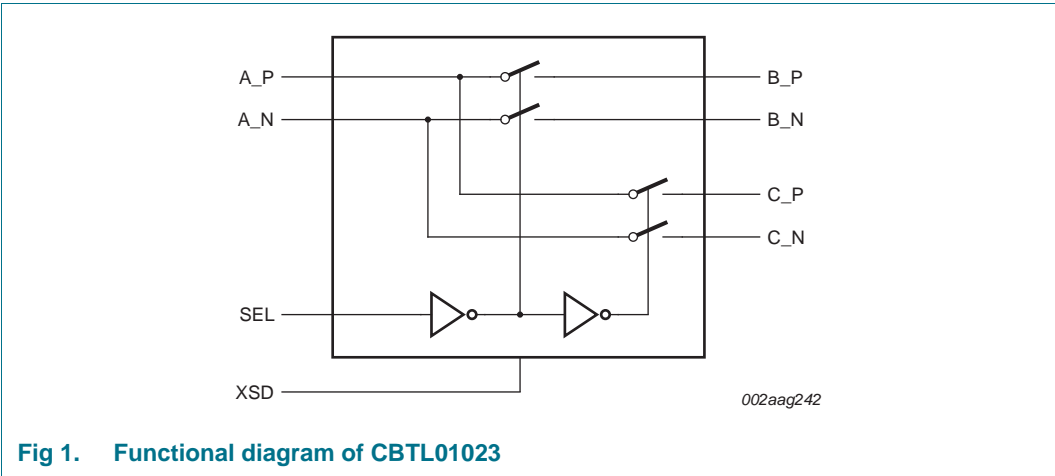 A_P
B_P
A_N
B_N
C_P
C_N
SEL
XSD
002aag242
Fig 1. Functional diagram of CBTL01023